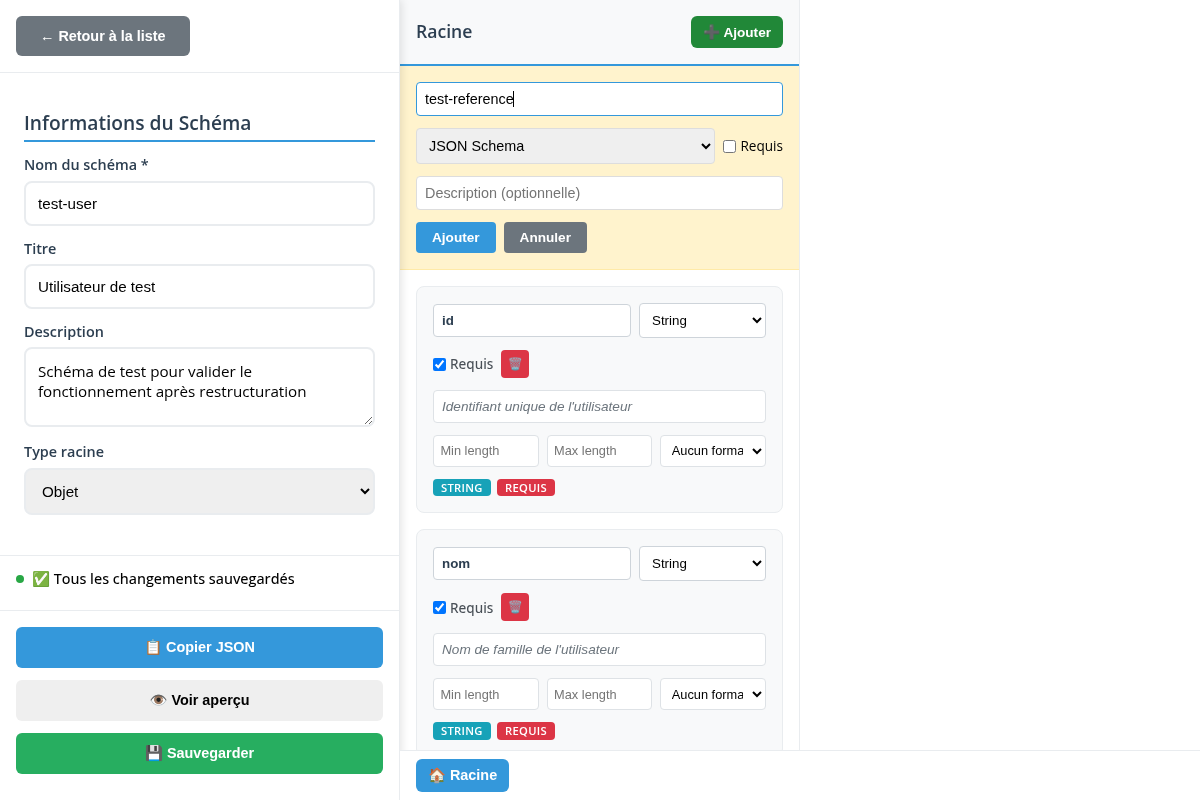 ← Retour à la liste
Informations du Schéma
Nom du schéma *
test-user
Titre
Utilisateur de test
Description
Schéma de test pour valider le
fonctionnement après restructuration
Type racine
Objet
✅ Tous les changements sauvegardés
📋 Copier JSON
👁️ Voir aperçu
💾 Sauvegarder
Racine
➕ Ajouter
test-reference
JSON Schema
Requis
Description (optionnelle)
Ajouter
Annuler
id
String
Requis
Identifiant unique de l'utilisateur
Min length
Max length
Aucun forma
STRING
REQUIS
nom
String
Requis
Nom de famille de l'utilisateur
Min length
Max length
Aucun forma
STRING
REQUIS
🏠 Racine